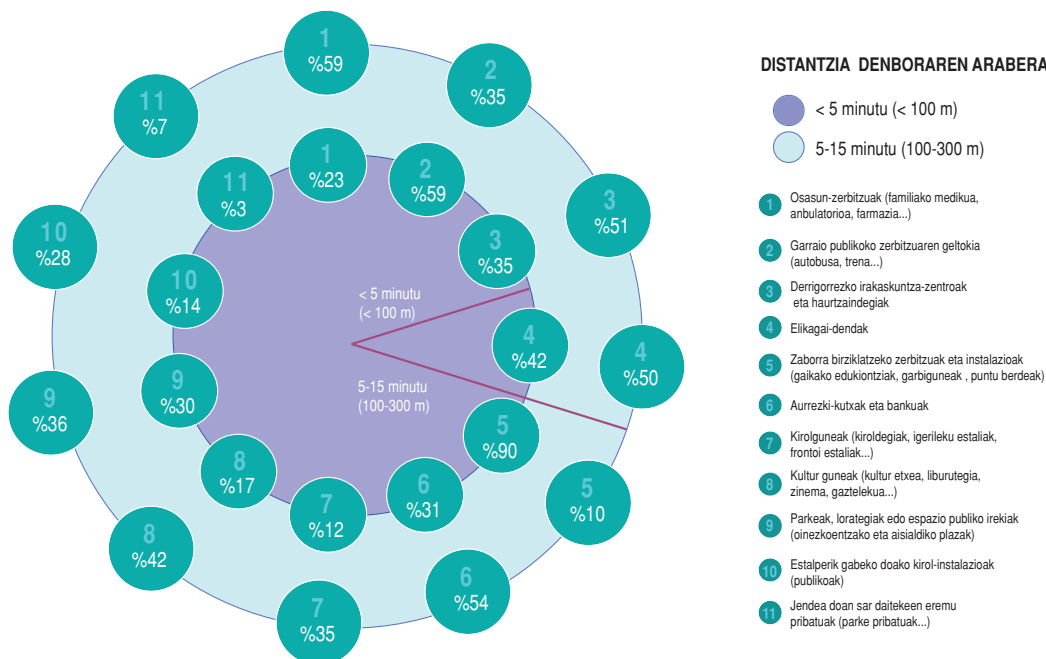 1
%59
2
%35
3
%51
4
%50
5
%10
6
%54
7
%35
8
%42
9
%36
10
%28
11
%7
1
%23
2
%59
3
%35
4
%42
5
%90
6
%31
7
%12
8
%17
9
%30
10
%14
11
%3
< 5 minutu
(< 100 m)
5-15 minutu
(100-300 m)
DISTANTZIA DENBORAREN ARABERA
< 5 minutu (< 100 m)
5-15 minutu (100-300 m)
1 Osasun-zerbitzuak (familiako medikua,
anbulatorioa, farmazia...)
2 Garraio publikoko zerbitzuaren geltokia
(autobusa, trena...)
3 Derrigorrezko irakaskuntza-zentroak
eta haurtzaindegiak
4 Elikagai-dendak
5 Zaborra birziklatzeko zerbitzuak eta instalazioak
(gaikako edukiontziak, garbiguneak , puntu berdeak)
6 Aurrezki-kutxak eta bankuak
7 Kirolguneak (kiroldegiak, igerileku estaliak,
frontoi estaliak...)
8 Kultur guneak (kultur etxea, liburutegia,
zinema, gaztelekua...)
9 Parkeak, lorategiak edo espazio publiko irekiak
(oinezkoentzako eta aisialdiko plazak)
10 Estalperik gabeko doako kirol-instalazioak
(publikoak)
11 Jendea doan sar daitekeen eremu
pribatuak (parke pribatuak...)